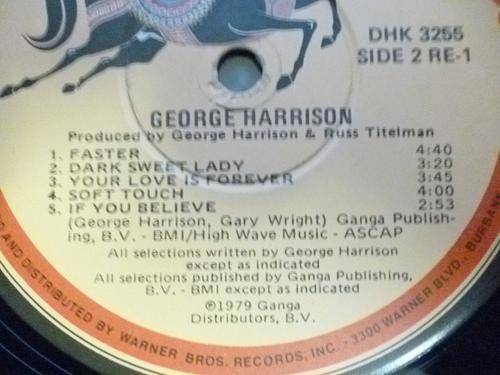 DHK 3255
SIDE 2 RE-1
GEORGE HARRISON
Produced by George Harrison & Russ Titelman
1. FASTER 4:40
2. DARK SWEET LADY 3:20
3. YOUR LOVE IS FOREVER 3:45
4. SOFT TOUCH 4:00
5. IF YOU BELIEVE 2:53
(George Harrison, Gary Wright) Ganga Publish-
ing, B.V. - BMI/High Wave Music - ASCAP
All selections written by George Harrison
except as indicated
All selections published by Ganga Publishing,
B.V. - BMI except as indicated
℗1979 Ganga
Distributors, B.V.
AND DISTRIBUTED BY WARNER BROS. RECORDS, INC. · 3300 WARNER BLVD.,